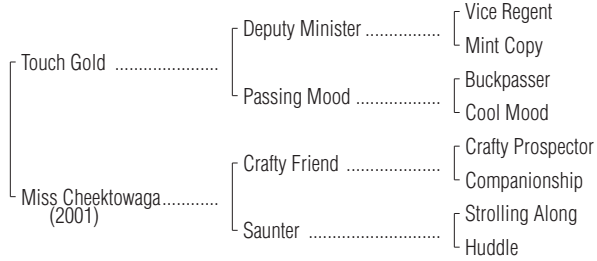 Vice Regent
Deputy Minister ..................
Mint Copy
Touch Gold ......................
Buckpasser
Passing Mood ..................
Cool Mood
Crafty Prospector
Crafty Friend ....................
Companionship
Miss Cheektowaga............
(2001)
Strolling Along
Saunter .........................
Huddle